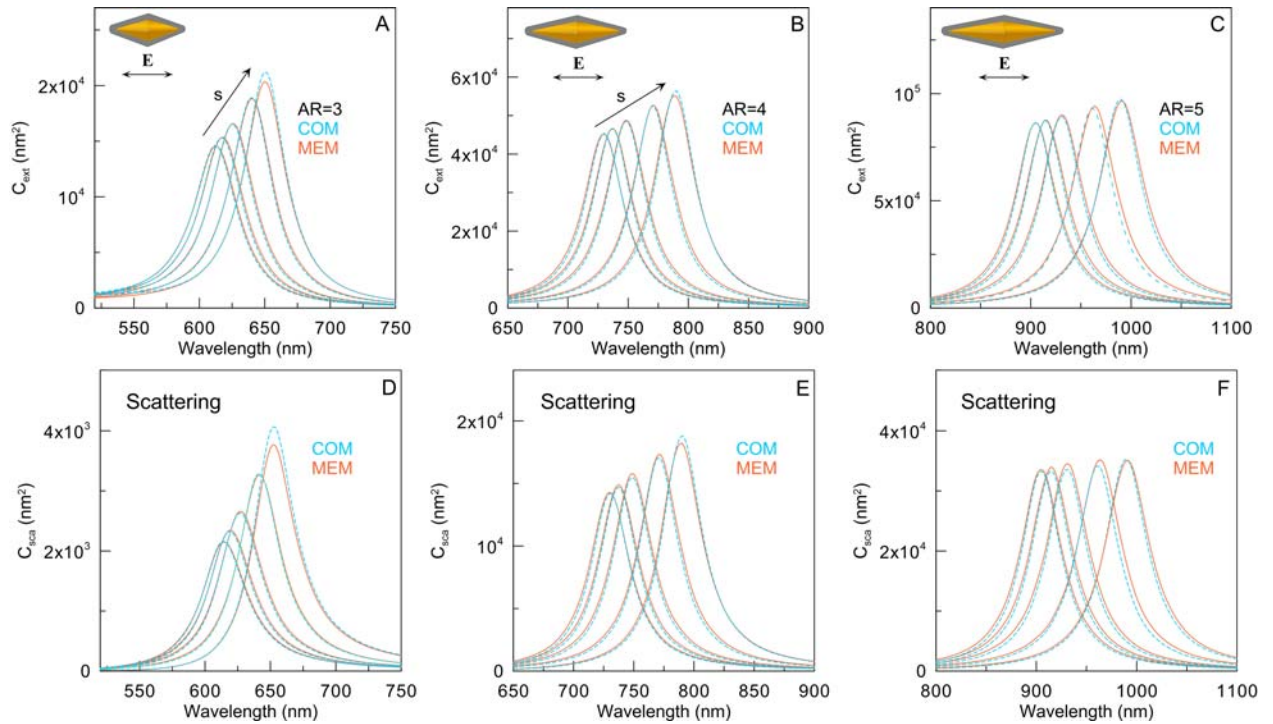 A
E
s
AR=3
COM
MEM
2x10⁴
10⁴
0
C_ext (nm²)
550 600 650 700 750
Wavelength (nm)
B
E
s
AR=4
COM
MEM
6x10⁴
4x10⁴
2x10⁴
0
C_ext (nm²)
650 700 750 800 850 900
Wavelength (nm)
C
E
AR=5
COM
MEM
10⁵
5x10⁴
0
C_ext (nm²)
800 900 1000 1100
Wavelength (nm)
D
Scattering
COM
MEM
4x10³
2x10³
0
C_sca (nm²)
550 600 650 700 750
Wavelength (nm)
E
Scattering
COM
MEM
2x10⁴
10⁴
0
C_sca (nm²)
650 700 750 800 850 900
Wavelength (nm)
F
Scattering
COM
MEM
4x10⁴
2x10⁴
0
C_sca (nm²)
800 900 1000 1100
Wavelength (nm)